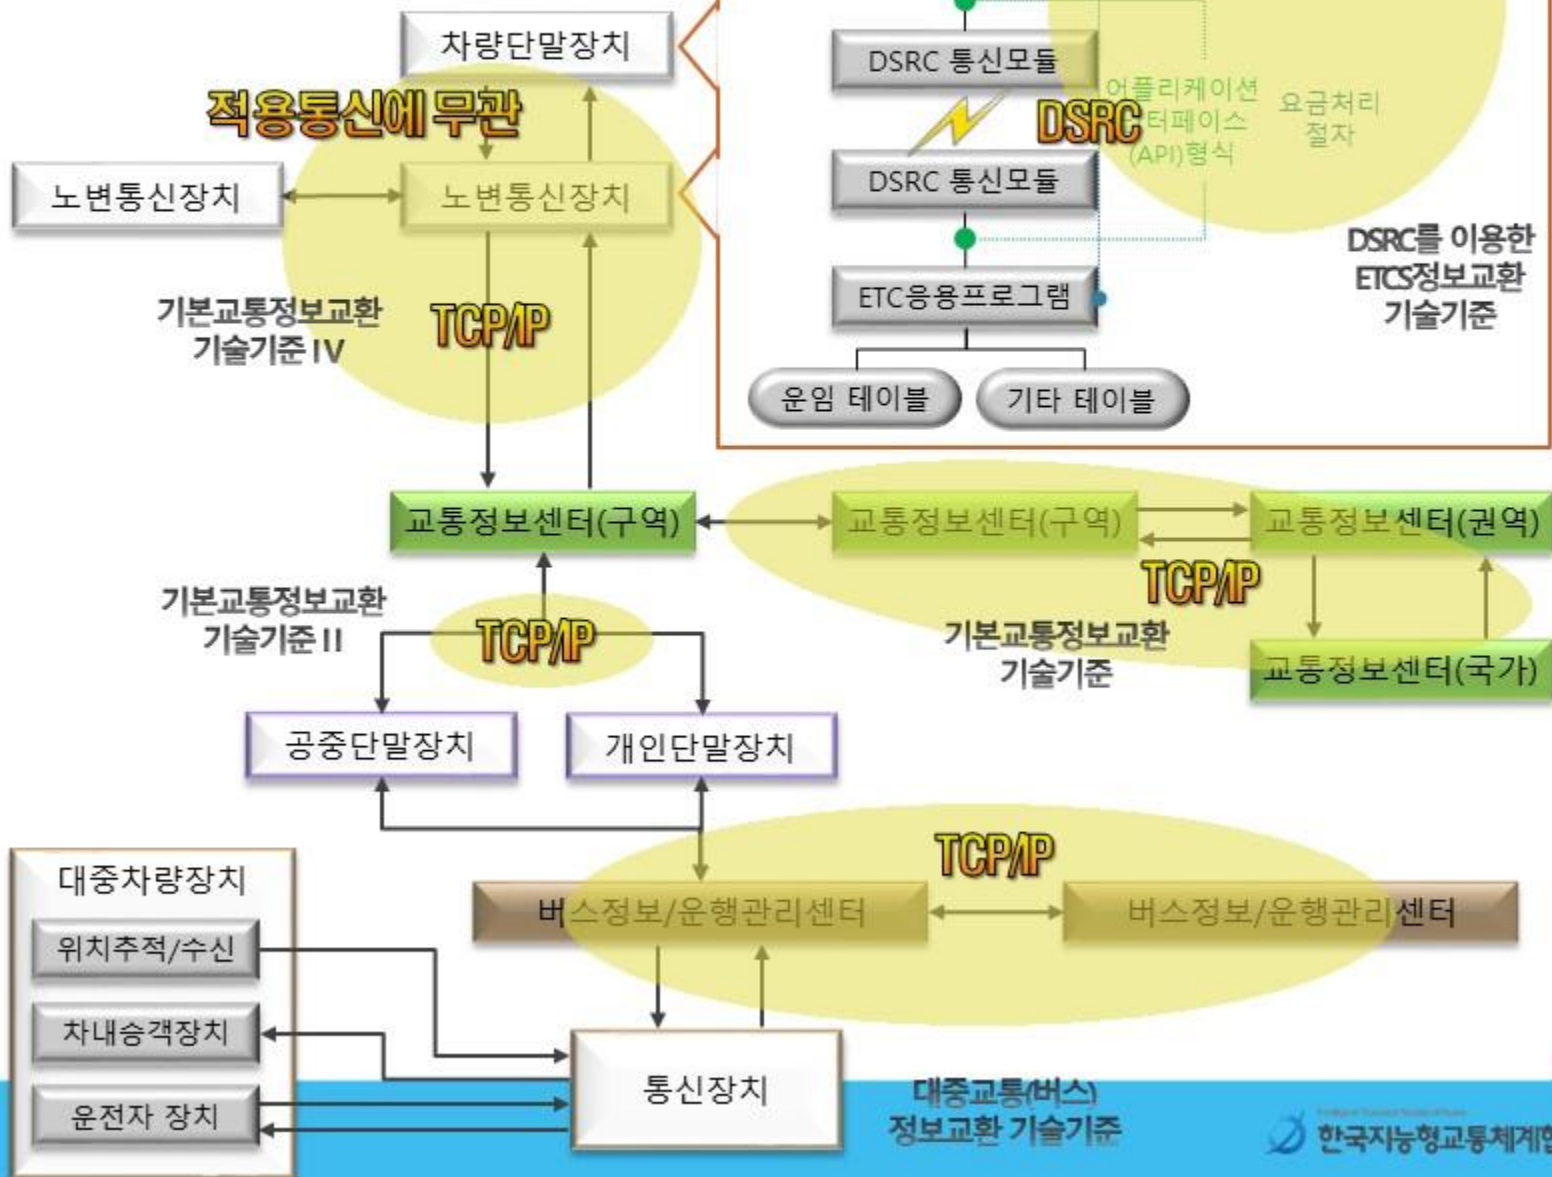 차량단말장치
DSRC 통신모듈
적용통신에 무관
DSRC
어플리케이션
터페이스
(API)형식
요금처리
절차
노변통신장치
노변통신장치
DSRC 통신모듈
DSRC를 이용한
ETCS정보교환
기술기준
기본교통정보교환
기술기준 IV
TCP/IP
ETC응용프로그램
운임 테이블
기타 테이블
교통정보센터(구역)
교통정보센터(구역)
교통정보센터(권역)
기본교통정보교환
기술기준 II
TCP/IP
TCP/IP
기본교통정보교환
기술기준
교통정보센터(국가)
공중단말장치
개인단말장치
TCP/IP
대중차량장치
버스정보/운행관리센터
버스정보/운행관리센터
위치추적/수신
차내승객장치
운전자 장치
통신장치
대중교통(버스)
정보교환 기술기준
한국지능형교통체계협